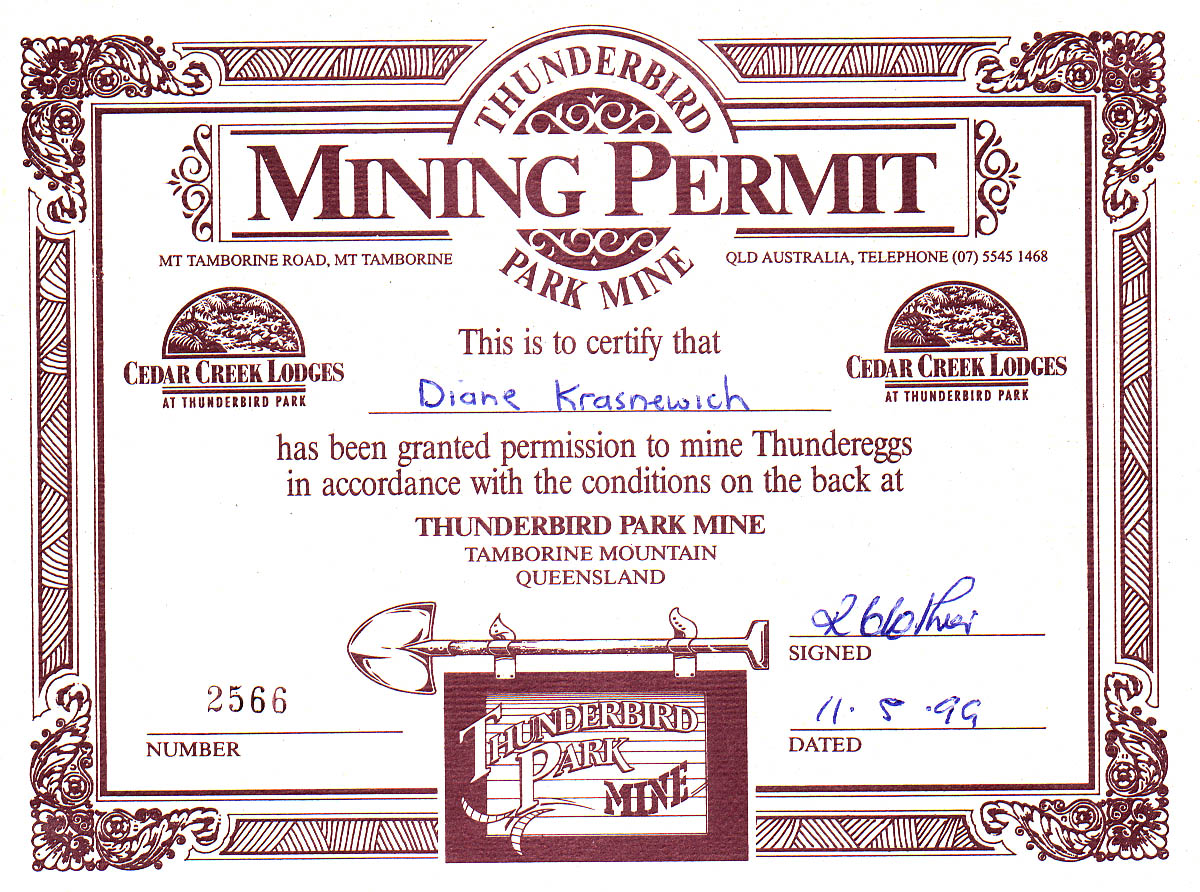 THUNDERBIRD
MINING PERMIT
PARK MINE
MT TAMBORINE ROAD, MT TAMBORINE
QLD AUSTRALIA, TELEPHONE (07) 5545 1468
CEDAR CREEK LODGES
AT THUNDERBIRD PARK
CEDAR CREEK LODGES
AT THUNDERBIRD PARK
This is to certify that
Diane Krasnewich
has been granted permission to mine Thundereggs
in accordance with the conditions on the back at
THUNDERBIRD PARK MINE
TAMBORINE MOUNTAIN
QUEENSLAND
SIGNED
2566
NUMBER
11. 5 .99
DATED
THUNDERBIRD
PARK
MINE